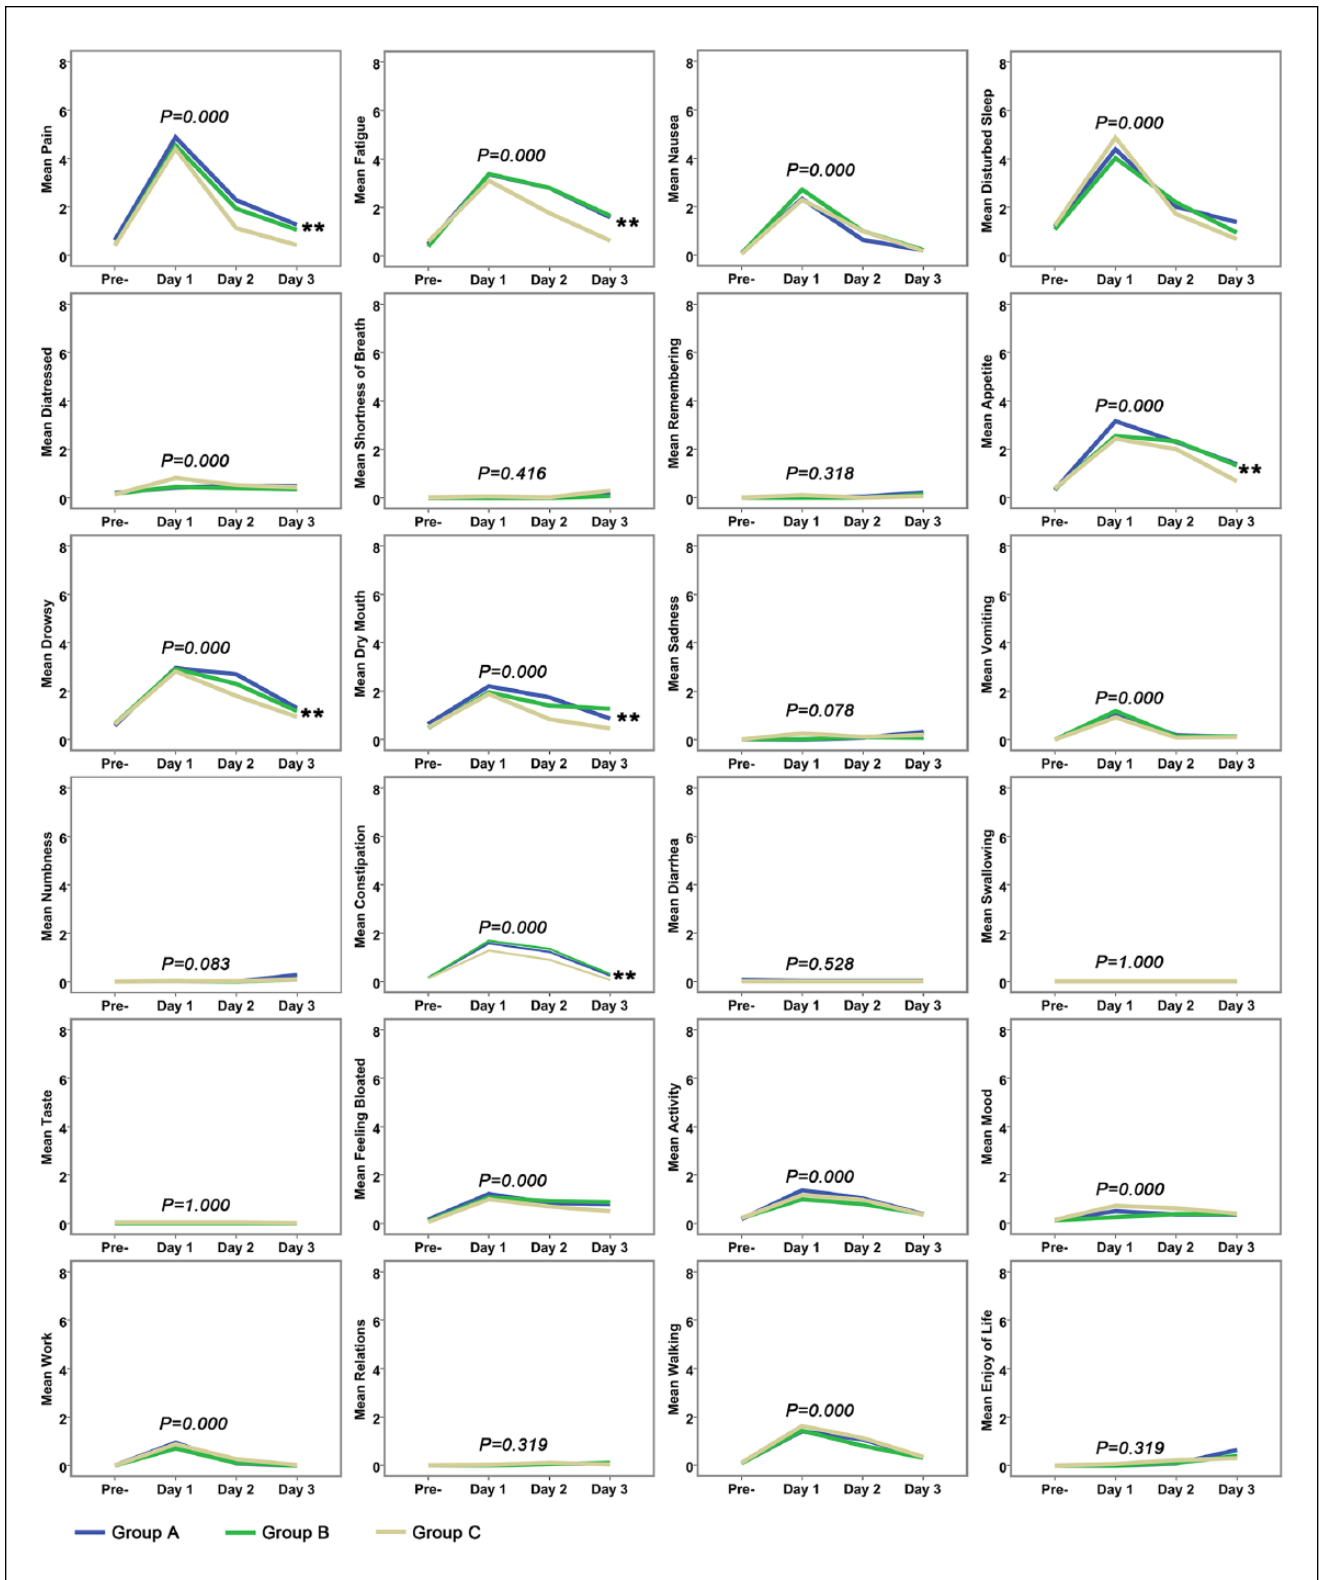 Mean Pain
8
6
4
2
0
P=0.000
**
Pre- Day 1 Day 2 Day 3
Mean Fatigue
8
6
4
2
0
P=0.000
**
Pre- Day 1 Day 2 Day 3
Mean Nausea
8
6
4
2
0
P=0.000
Pre- Day 1 Day 2 Day 3
Mean Disturbed Sleep
8
6
4
2
0
P=0.000
Pre- Day 1 Day 2 Day 3
Mean Diatressed
8
6
4
2
0
P=0.000
Pre- Day 1 Day 2 Day 3
Mean Shortness of Breath
8
6
4
2
0
P=0.416
Pre- Day 1 Day 2 Day 3
Mean Remembering
8
6
4
2
0
P=0.318
Pre- Day 1 Day 2 Day 3
Mean Appetite
8
6
4
2
0
P=0.000
**
Pre- Day 1 Day 2 Day 3
Mean Drowsy
8
6
4
2
0
P=0.000
**
Pre- Day 1 Day 2 Day 3
Mean Dry Mouth
8
6
4
2
0
P=0.000
**
Pre- Day 1 Day 2 Day 3
Mean Sadness
8
6
4
2
0
P=0.078
Pre- Day 1 Day 2 Day 3
Mean Vomiting
8
6
4
2
0
P=0.000
Pre- Day 1 Day 2 Day 3
Mean Numbness
8
6
4
2
0
P=0.083
Pre- Day 1 Day 2 Day 3
Mean Constipation
8
6
4
2
0
P=0.000
**
Pre- Day 1 Day 2 Day 3
Mean Diarrhea
8
6
4
2
0
P=0.528
Pre- Day 1 Day 2 Day 3
Mean Swallowing
8
6
4
2
0
P=1.000
Pre- Day 1 Day 2 Day 3
Mean Taste
8
6
4
2
0
P=1.000
Pre- Day 1 Day 2 Day 3
Mean Feeling Bloated
8
6
4
2
0
P=0.000
Pre- Day 1 Day 2 Day 3
Mean Activity
8
6
4
2
0
P=0.000
Pre- Day 1 Day 2 Day 3
Mean Mood
8
6
4
2
0
P=0.000
Pre- Day 1 Day 2 Day 3
Mean Work
8
6
4
2
0
P=0.000
Pre- Day 1 Day 2 Day 3
Mean Relations
8
6
4
2
0
P=0.319
Pre- Day 1 Day 2 Day 3
Mean Walking
8
6
4
2
0
P=0.000
Pre- Day 1 Day 2 Day 3
Mean Enjoy of Life
8
6
4
2
0
P=0.319
Pre- Day 1 Day 2 Day 3
Group A Group B Group C